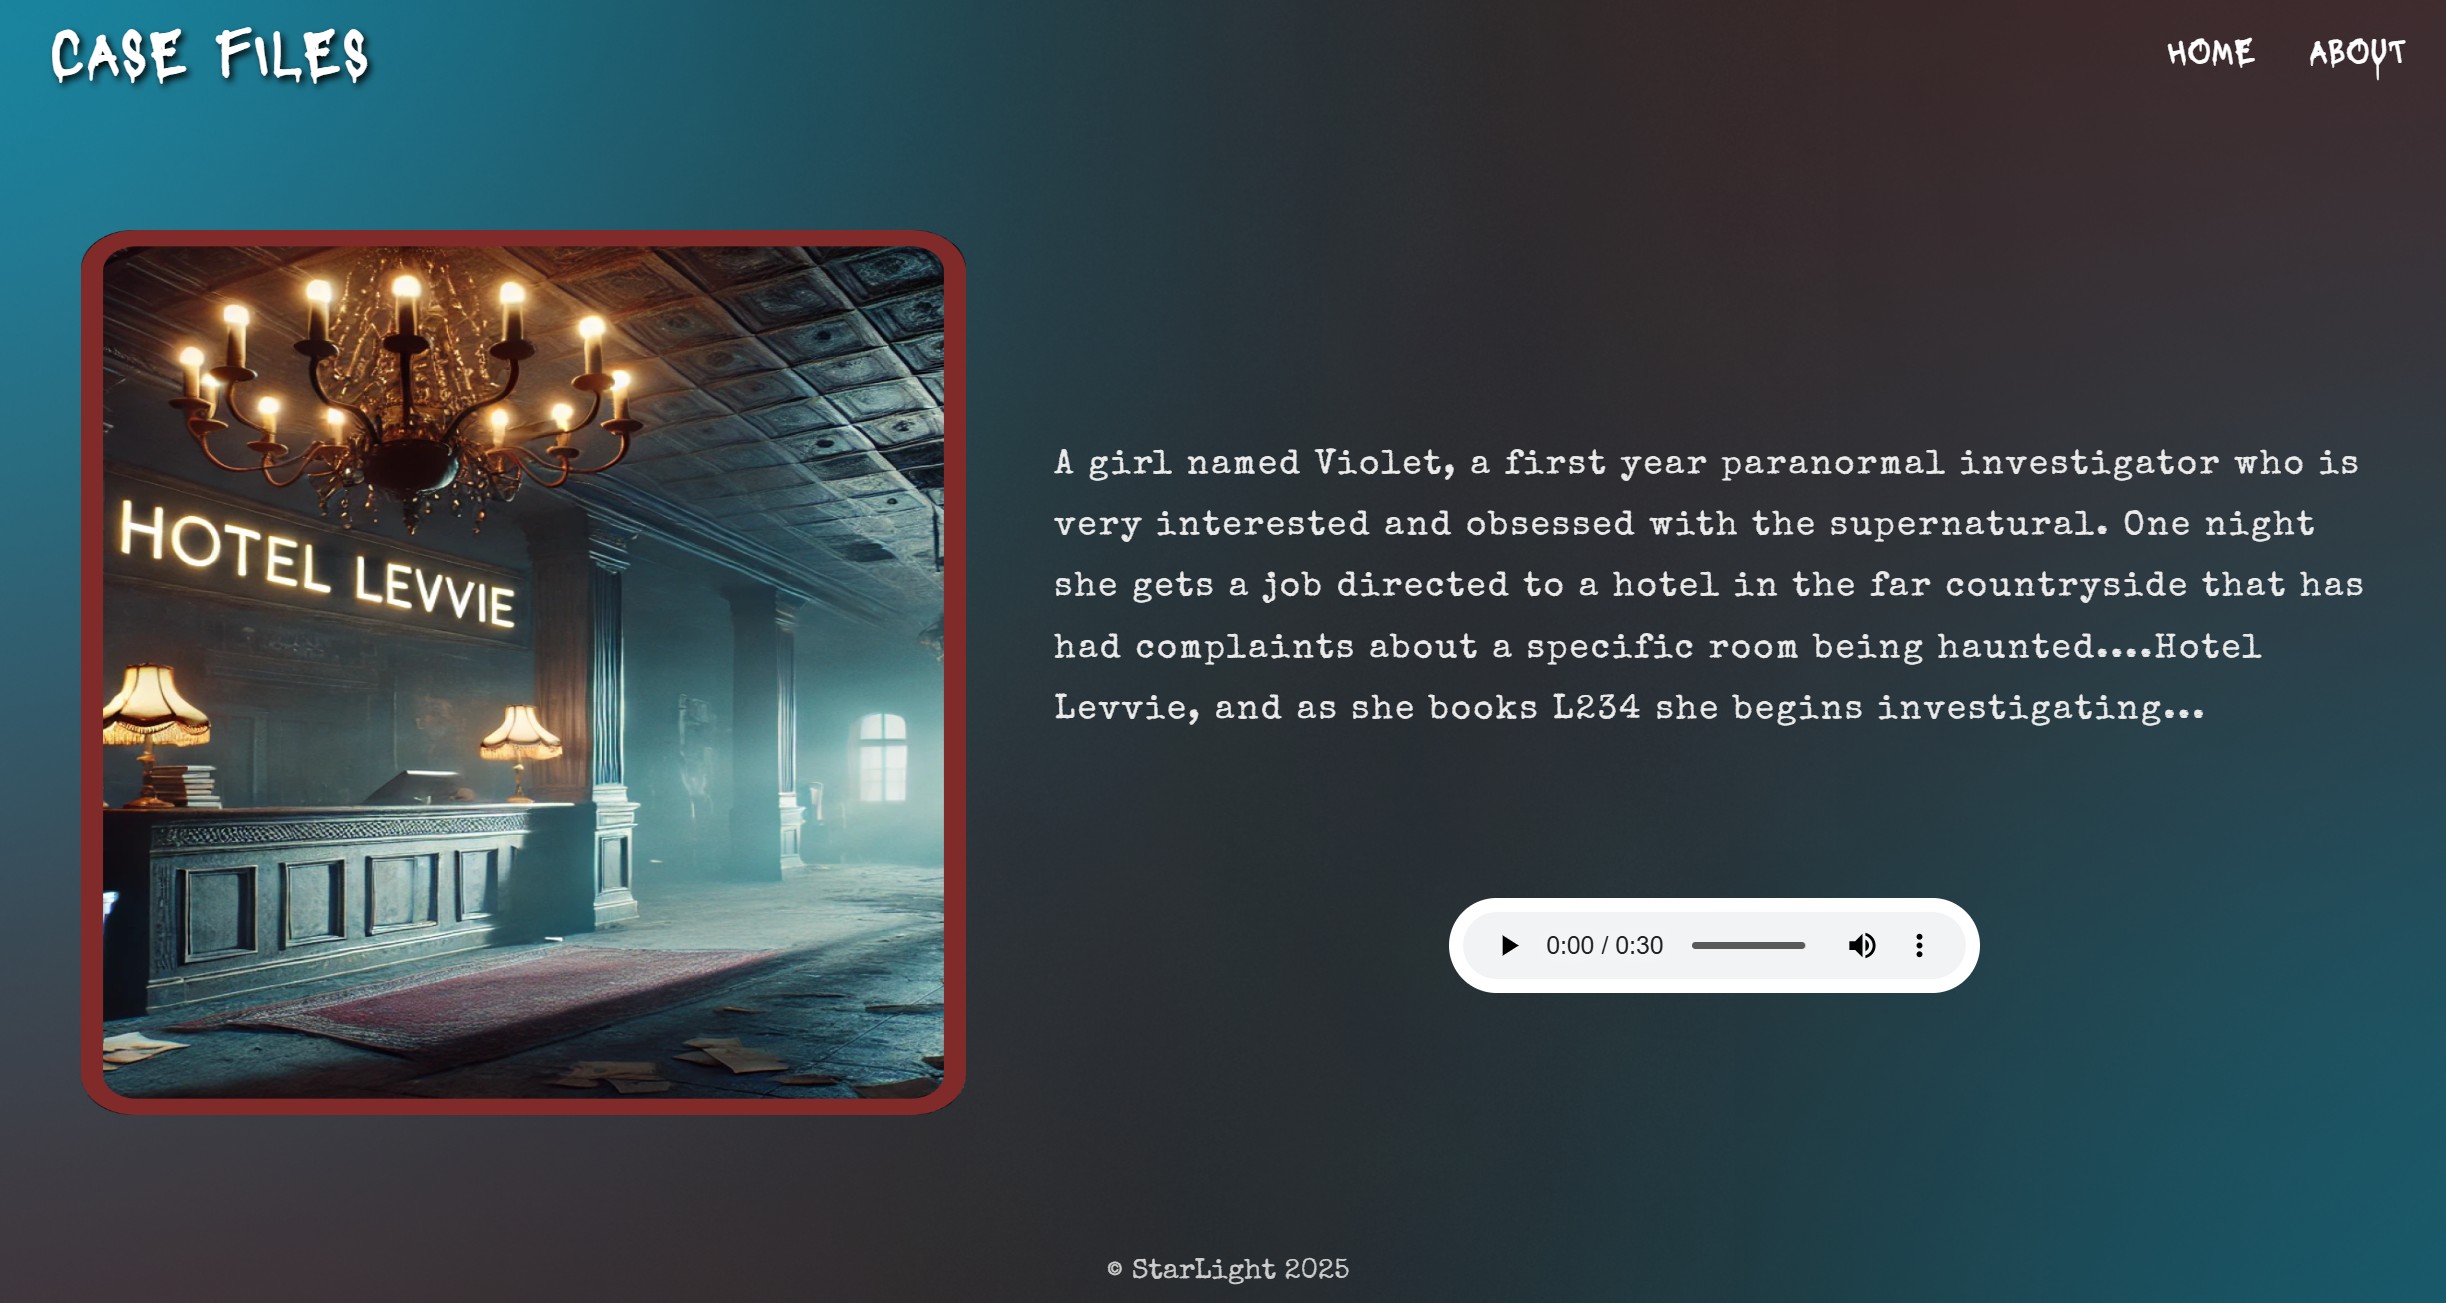 CASE FILES
HOME ABOUT
HOTEL LEVVIE
A girl named Violet, a first year paranormal investigator who is
very interested and obsessed with the supernatural. One night
she gets a job directed to a hotel in the far countryside that has
had complaints about a specific room being haunted....Hotel
Levvie, and as she books L234 she begins investigating...
0:00 / 0:30
© StarLight 2025